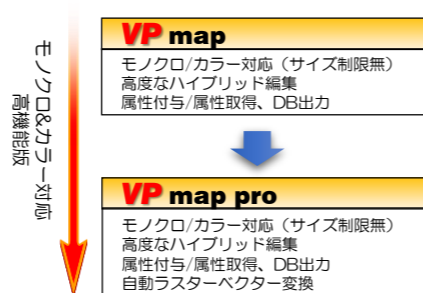 モノクロ&カラー対応
高機能版
VP map
モノクロ/カラー対応（サイズ制限無）
高度なハイブリッド編集
属性付与/属性取得、DB出力
VP map pro
モノクロ/カラー対応（サイズ制限無）
高度なハイブリッド編集
属性付与/属性取得、DB出力
自動ラスターベクター変換